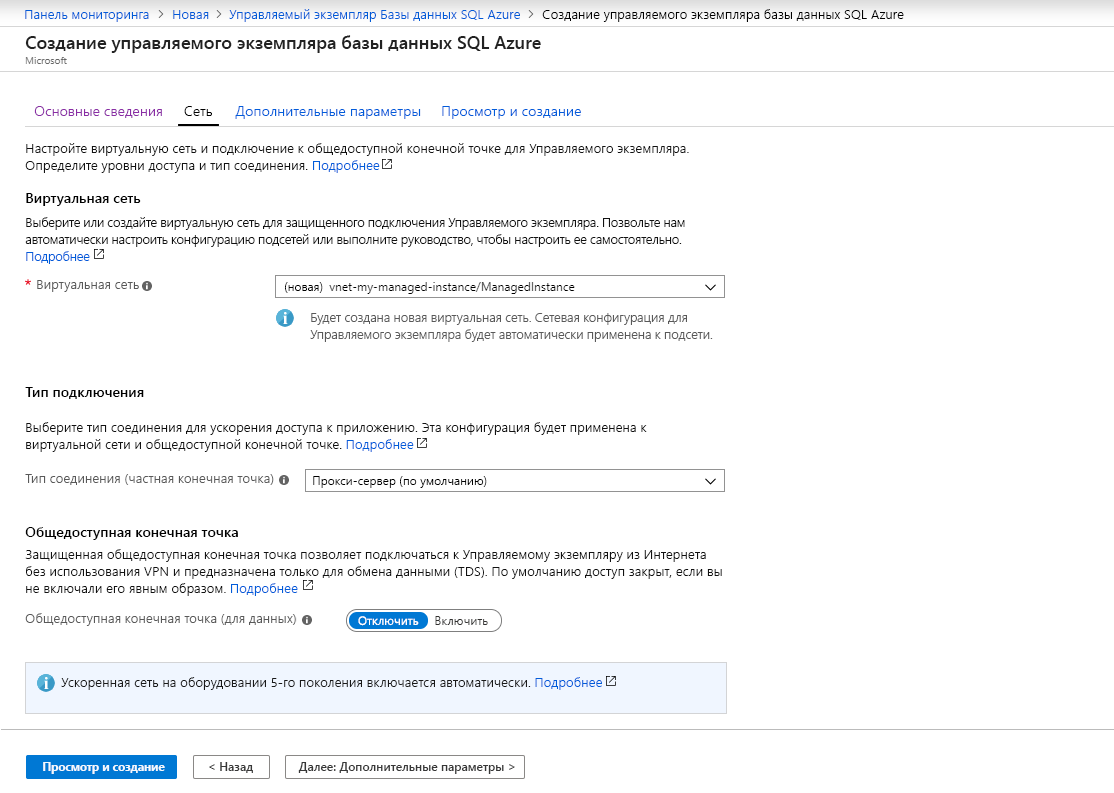 Панель мониторинга > Новая > Управляемый экземпляр Базы данных SQL Azure > Создание управляемого экземпляра базы данных SQL Azure
Создание управляемого экземпляра базы данных SQL Azure
Microsoft
Основные сведения Сеть Дополнительные параметры Просмотр и создание
Настройте виртуальную сеть и подключение к общедоступной конечной точке для Управляемого экземпляра.
Определите уровни доступа и тип соединения. Подробнее
Виртуальная сеть
Выберите или создайте виртуальную сеть для защищенного подключения Управляемого экземпляра. Позвольте нам
автоматически настроить конфигурацию подсетей или выполните руководство, чтобы настроить ее самостоятельно.
Подробнее
* Виртуальная сеть (новая) vnet-my-managed-instance/ManagedInstance
Будет создана новая виртуальная сеть. Сетевая конфигурация для
Управляемого экземпляра будет автоматически применена к подсети.
Тип подключения
Выберите тип соединения для ускорения доступа к приложению. Эта конфигурация будет применена к
виртуальной сети и общедоступной конечной точке. Подробнее
Тип соединения (частная конечная точка) Прокси-сервер (по умолчанию)
Общедоступная конечная точка
Защищенная общедоступная конечная точка позволяет подключаться к Управляемому экземпляру из Интернета
без использования VPN и предназначена только для обмена данными (TDS). По умолчанию доступ закрыт, если вы
не включали его явным образом. Подробнее
Общедоступная конечная точка (для данных) Отключить Включить
Ускоренная сеть на оборудовании 5-го поколения включается автоматически. Подробнее
Просмотр и создание < Назад Далее: Дополнительные параметры >